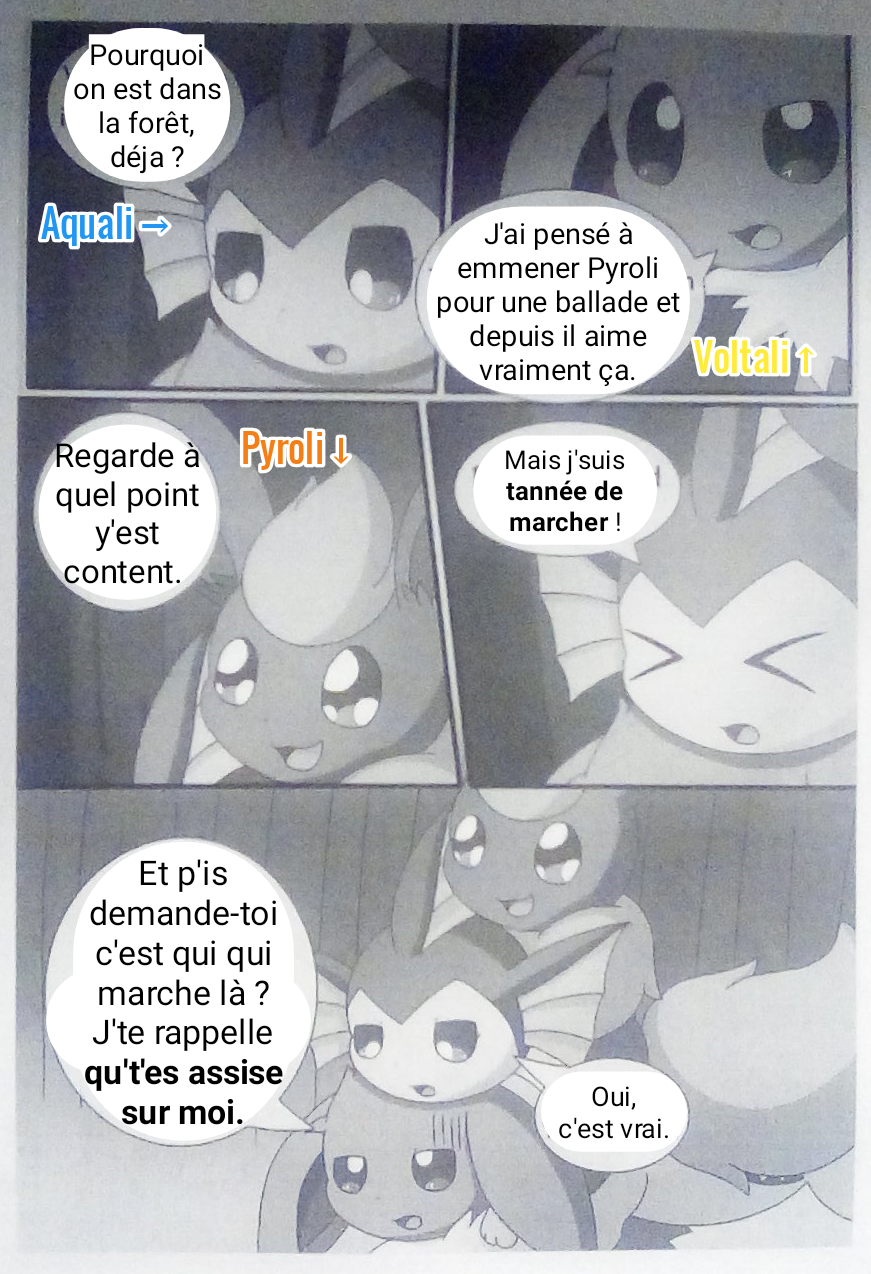 Pourquoi
on est dans
la forêt,
déja ?
Aquali →
J'ai pensé à
emmener Pyroli
pour une ballade et
depuis il aime
vraiment ça.
Voltali ↑
Regarde à
quel point
y'est
content.
Pyroli ↓
Mais j'suis
tannée de
marcher !
Et p'is
demande-toi
c'est qui qui
marche là ?
J'te rappelle
qu't'es assise
sur moi.
Oui,
c'est vrai.